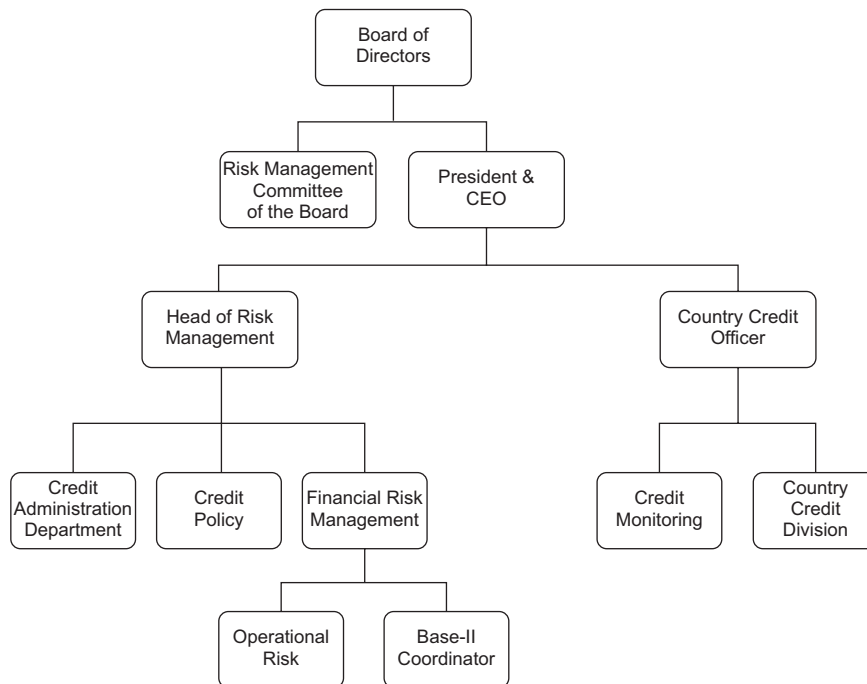 Board of
Directors
Risk Management
Committee
of the Board
President &
CEO
Head of Risk
Management
Country Credit
Officer
Credit
Administration
Department
Credit
Policy
Financial Risk
Management
Credit
Monitoring
Country
Credit
Division
Operational
Risk
Base-II
Coordinator